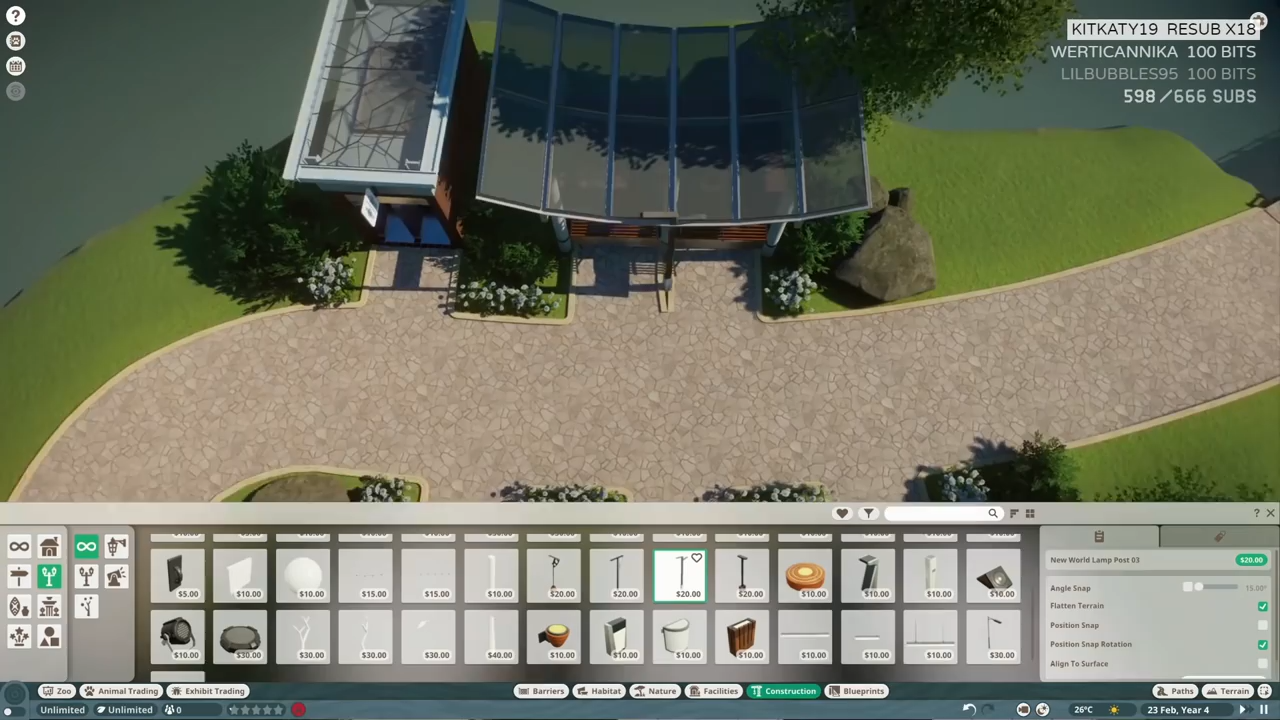 KITKATY19 RESUB X18
WERTICANNIKA 100 BITS
LILBUBBLES95 100 BITS
598/666 SUBS
$5.00 $10.00 $10.00 $15.00 $15.00 $10.00 $20.00 $20.00 $20.00 $20.00 $10.00 $10.00 $10.00 $10.00
$10.00 $30.00 $30.00 $30.00 $30.00 $40.00 $10.00 $10.00 $10.00 $10.00 $10.00 $10.00 $10.00 $30.00
New World Lamp Post 03 $20.00
Angle Snap 15.00°
Flatten Terrain
Position Snap
Position Snap Rotation
Align To Surface
Zoo Animal Trading Exhibit Trading Barriers Habitat Nature Facilities Construction Blueprints Paths Terrain
Unlimited Unlimited 0 26°C 23 Feb, Year 4